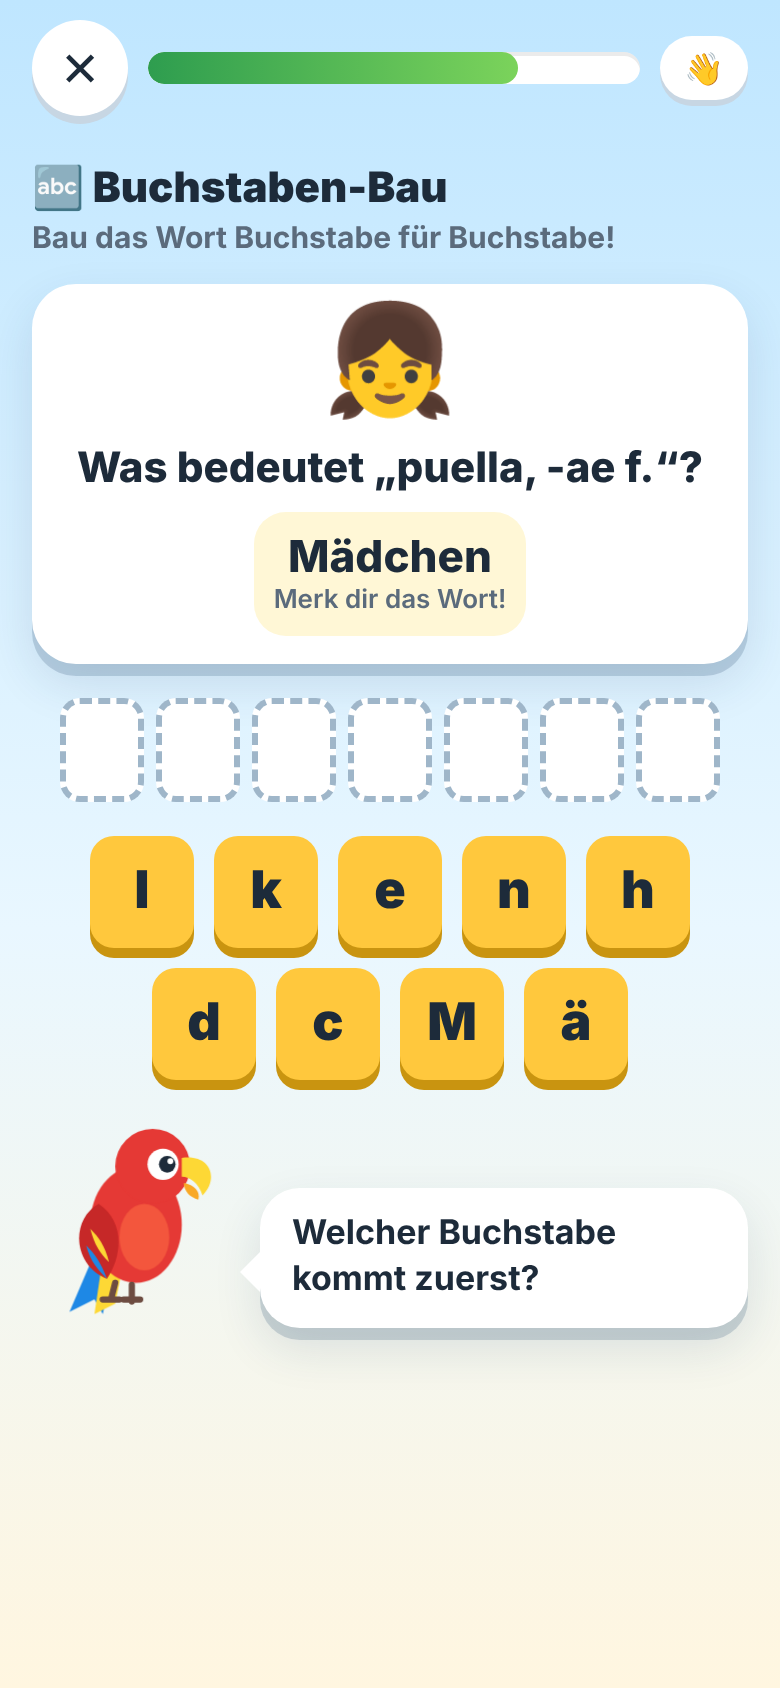 abc Buchstaben-Bau
Bau das Wort Buchstabe für Buchstabe!
Was bedeutet „puella, -ae f.“?
Mädchen
Merk dir das Wort!
l k e n h
d c M ä
Welcher Buchstabe
kommt zuerst?